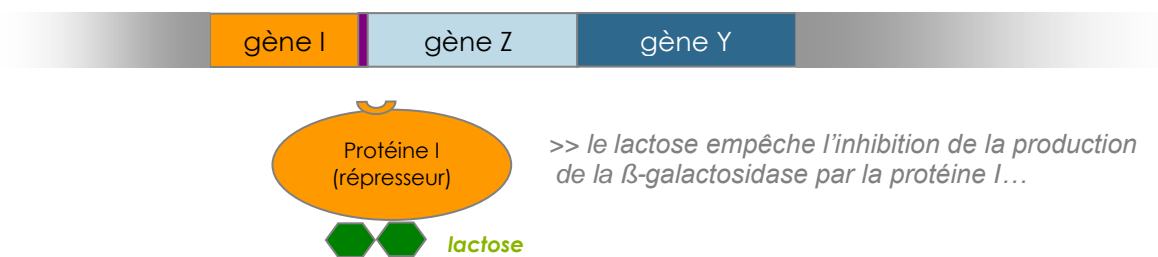 gène I gène Z gène Y
Protéine I
(répresseur)
>> le lactose empêche l’inhibition de la production
de la ß-galactosidase par la protéine I…
lactose